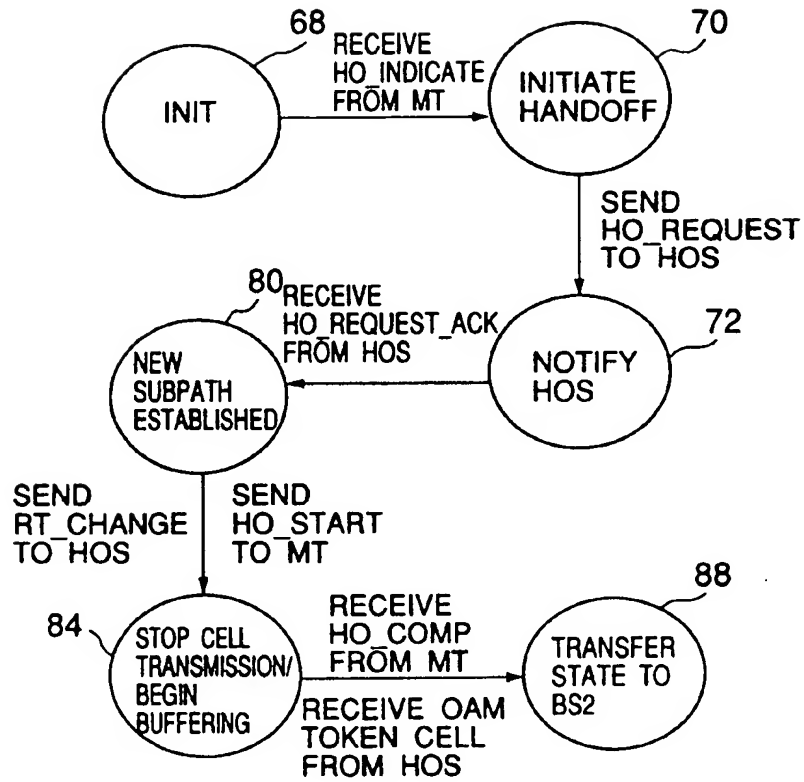 68
INIT
RECEIVE
HO_INDICATE
FROM MT
70
INITIATE
HANDOFF
SEND
HO_REQUEST
TO HOS
72
NOTIFY
HOS
RECEIVE
HO_REQUEST_ACK
FROM HOS
80
NEW
SUBPATH
ESTABLISHED
SEND
RT_CHANGE
TO HOS
SEND
HO_START
TO MT
84
STOP CELL
TRANSMISSION/
BEGIN
BUFFERING
RECEIVE
HO_COMP
FROM MT
RECEIVE OAM
TOKEN CELL
FROM HOS
88
TRANSFER
STATE TO
BS2